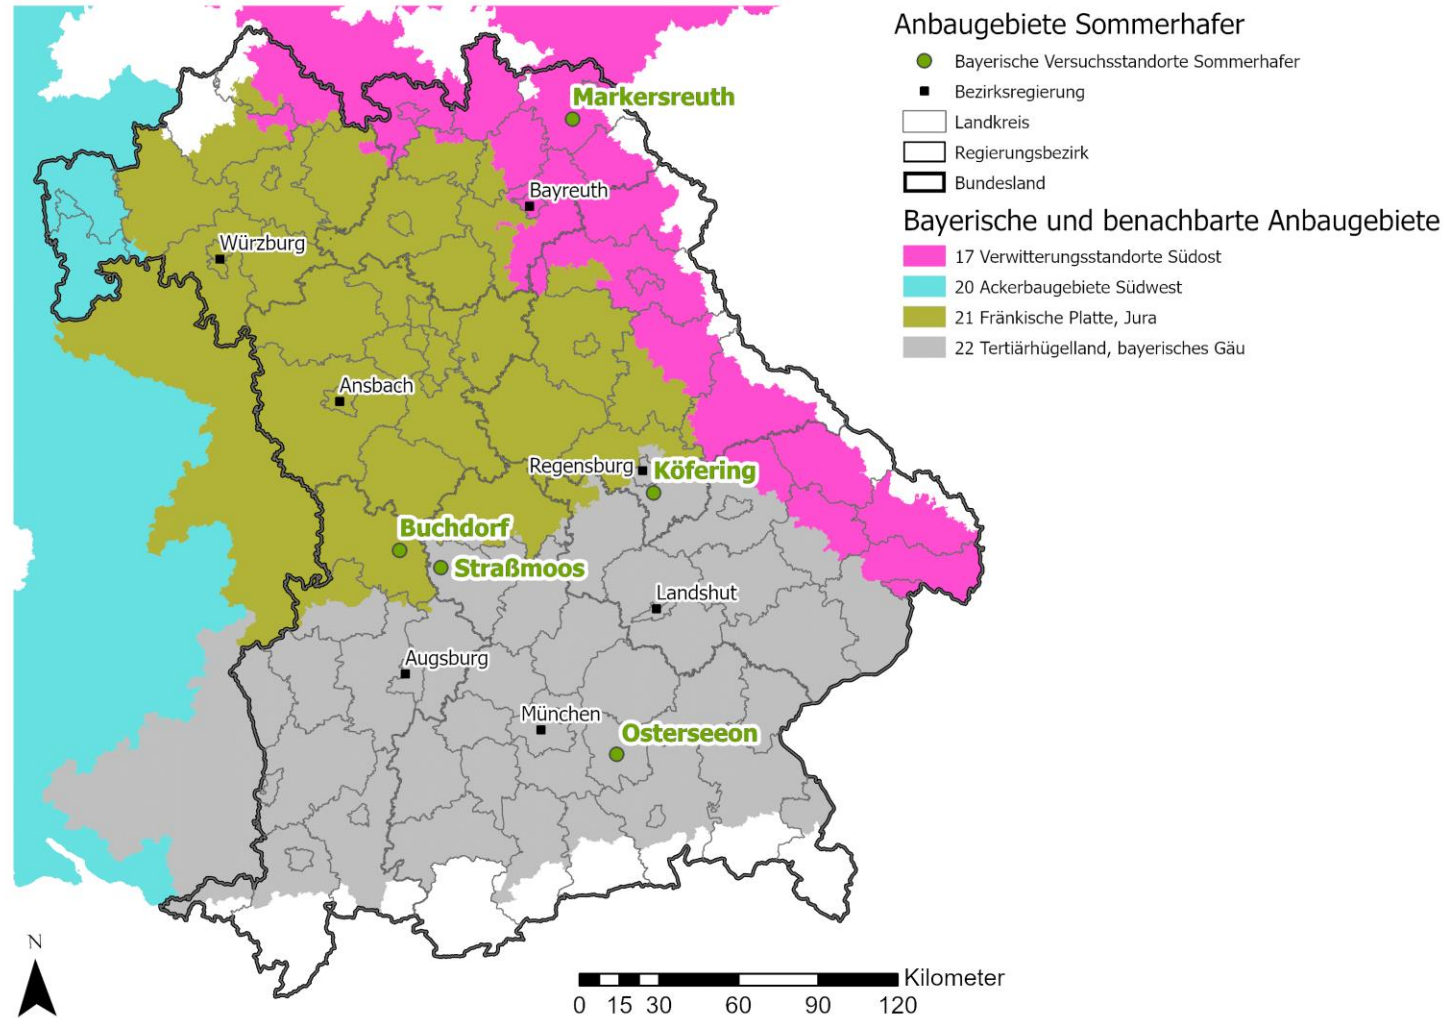 Anbaugebiete Sommerhafer
Bayerische Versuchsstandorte Sommerhafer
Bezirksregierung
Landkreis
Regierungsbezirk
Bundesland
Bayerische und benachbarte Anbaugebiete
17 Verwitterungsstandorte Südost
20 Ackerbaugebiete Südwest
21 Fränkische Platte, Jura
22 Tertiärhügelland, bayerisches Gäu
Markersreuth
Bayreuth
Würzburg
Ansbach
Regensburg
Köfering
Buchdorf
Straßmoos
Landshut
Augsburg
München
Osterseeon
N
Kilometer
0 15 30 60 90 120